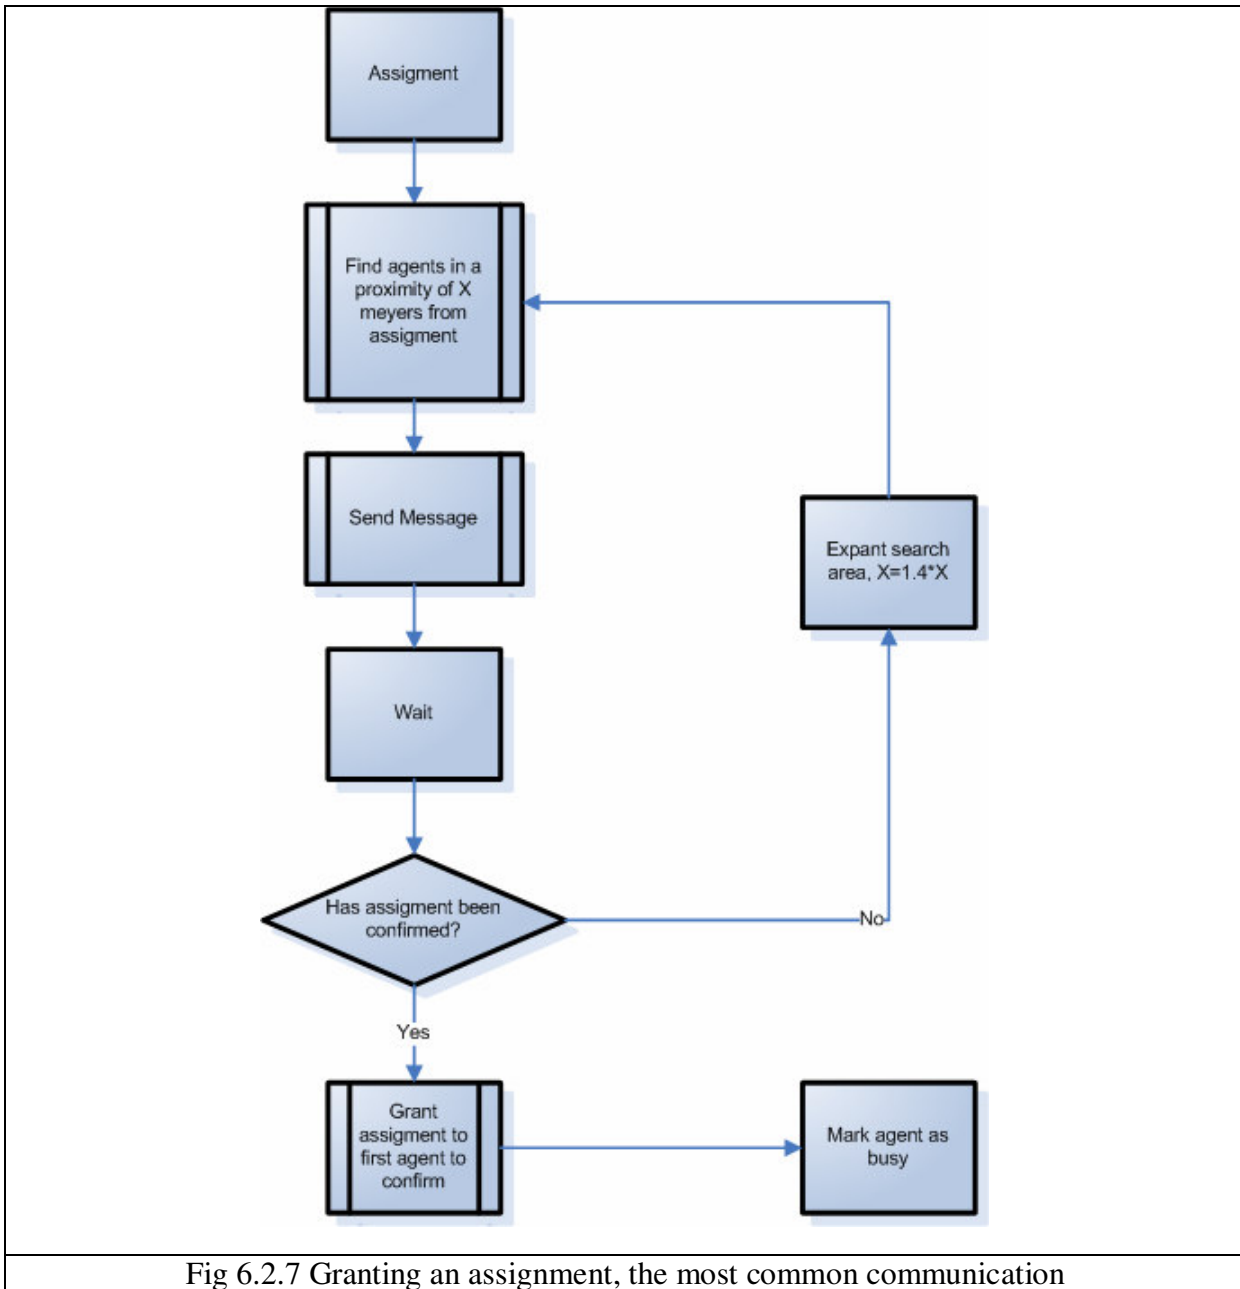 Assigment
Find agents in a
proximity of X
meyers from
assigment
Send Message
Expant search
area, X=1.4*X
Wait
Has assigment been
confirmed?
No
Yes
Grant
assigment to
first agent to
confirm
Mark agent as
busy
Fig 6.2.7 Granting an assignment, the most common communication